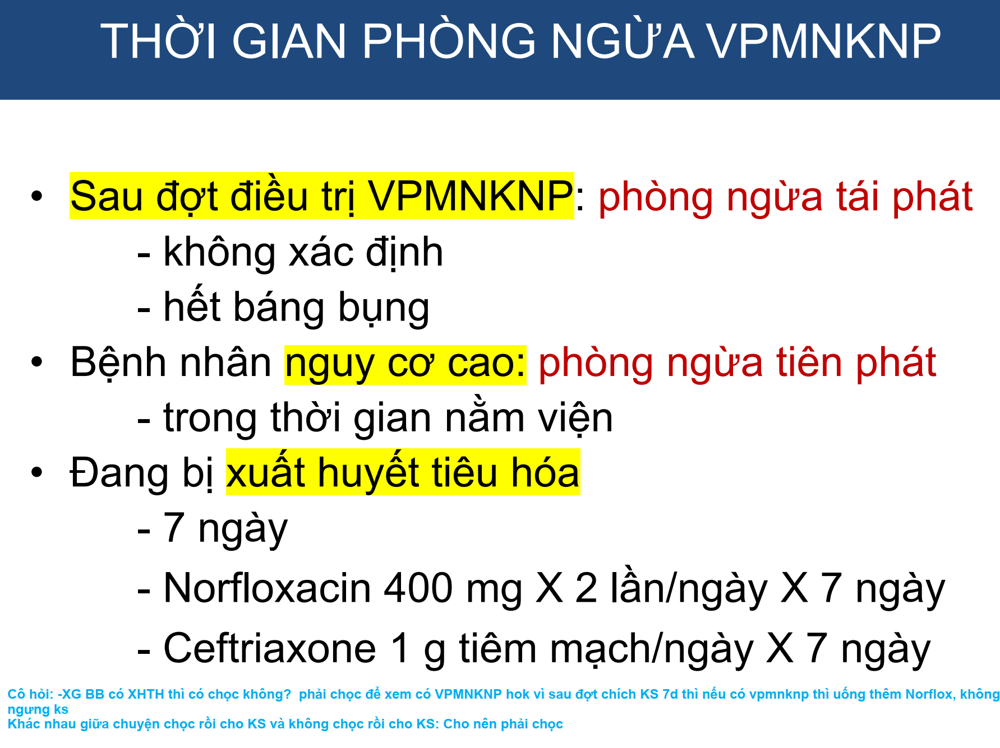 THỜI GIAN PHÒNG NGỪA VPMNKNP
• Sau đợt điều trị VPMNKNP: phòng ngừa tái phát
- không xác định
- hết báng bụng
• Bệnh nhân nguy cơ cao: phòng ngừa tiên phát
- trong thời gian nằm viện
• Đang bị xuất huyết tiêu hóa
- 7 ngày
- Norfloxacin 400 mg X 2 lần/ngày X 7 ngày
- Ceftriaxone 1 g tiêm mạch/ngày X 7 ngày
Cô hỏi: -XG BB có XHTH thì có chọc không? phải chọc để xem có VPMNKNP hok vì sau đợt chích KS 7d thì nếu có vpmnknp thì uống thêm Norflox, không
ngưng ks
Khác nhau giữa chuyện chọc rồi cho KS và không chọc rồi cho KS: Cho nên phải chọc